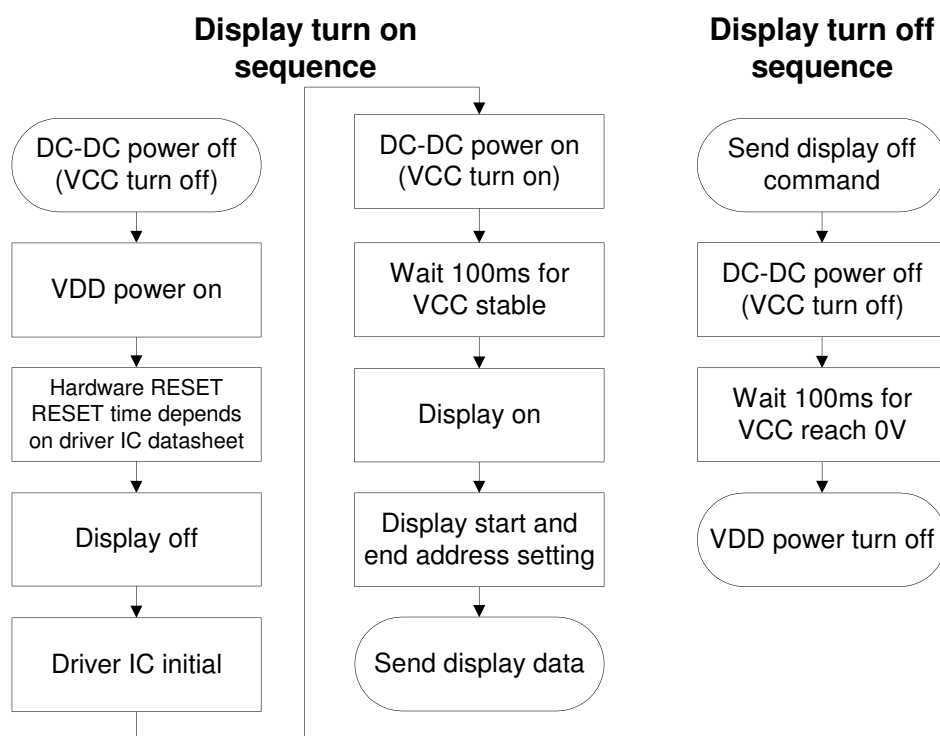 Display turn on
sequence
DC-DC power off
(VCC turn off)
VDD power on
Hardware RESET
RESET time depends
on driver IC datasheet
Display off
Driver IC initial
DC-DC power on
(VCC turn on)
Wait 100ms for
VCC stable
Display on
Display start and
end address setting
Send display data
Display turn off
sequence
Send display off
command
DC-DC power off
(VCC turn off)
Wait 100ms for
VCC reach 0V
VDD power turn off